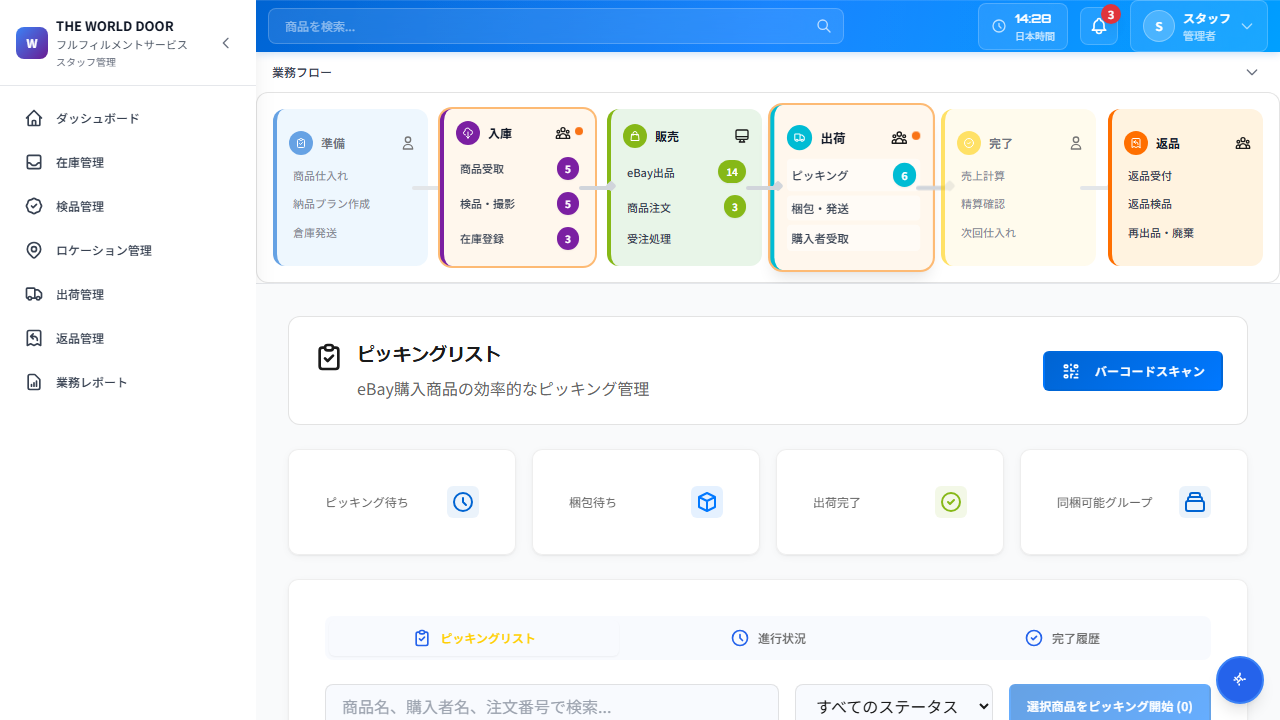 W
THE WORLD DOOR
フルフィルメントサービス
スタッフ管理
ダッシュボード
在庫管理
検品管理
ロケーション管理
出荷管理
返品管理
業務レポート
商品を検索...
14:28
日本時間
3
S
スタッフ
管理者
業務フロー
準備
商品仕入れ
納品プラン作成
倉庫発送
入庫
商品受取 5
検品・撮影 5
在庫登録 3
販売
eBay出品 14
商品注文 3
受注処理
出荷
ピッキング 6
梱包・発送
購入者受取
完了
売上計算
精算確認
次回仕入れ
返品
返品受付
返品検品
再出品・廃棄
ピッキングリスト
eBay購入商品の効率的なピッキング管理
バーコードスキャン
ピッキング待ち
梱包待ち
出荷完了
同梱可能グループ
ピッキングリスト
進行状況
完了履歴
商品名、購入者名、注文番号で検索...
すべてのステータス
選択商品をピッキング開始 (0)